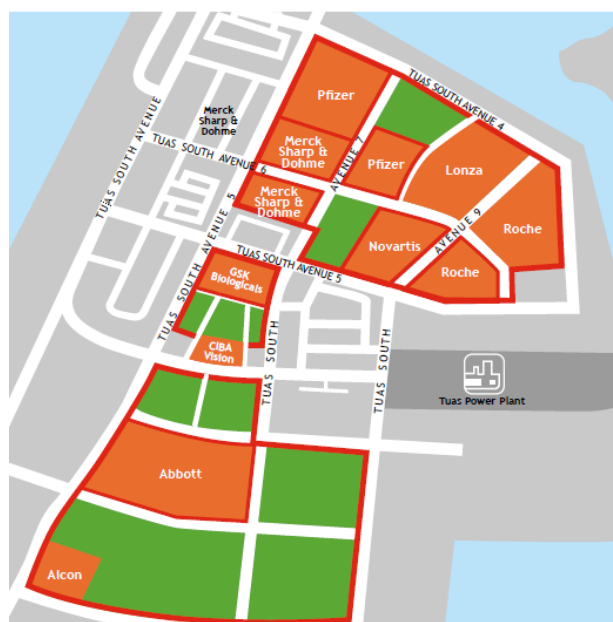 TUAS SOUTH AVENUE 4
Pfizer
Merck
Sharp &
Dohme
TUAS SOUTH AVENUE
AVENUE 7
TUAS SOUTH AVENUE 6
Merck
Sharp &
Dohme
Pfizer
Lonza
Merck
Sharp &
Dohme
AVENUE 9
Roche
Novartis
TUAS SOUTH AVENUE 5
TUAS SOUTH AVENUE 5
GSK
Biologicals
Roche
CIBA
Vision
TUAS SOUTH
TUAS SOUTH
Tuas Power Plant
Abbott
Alcon